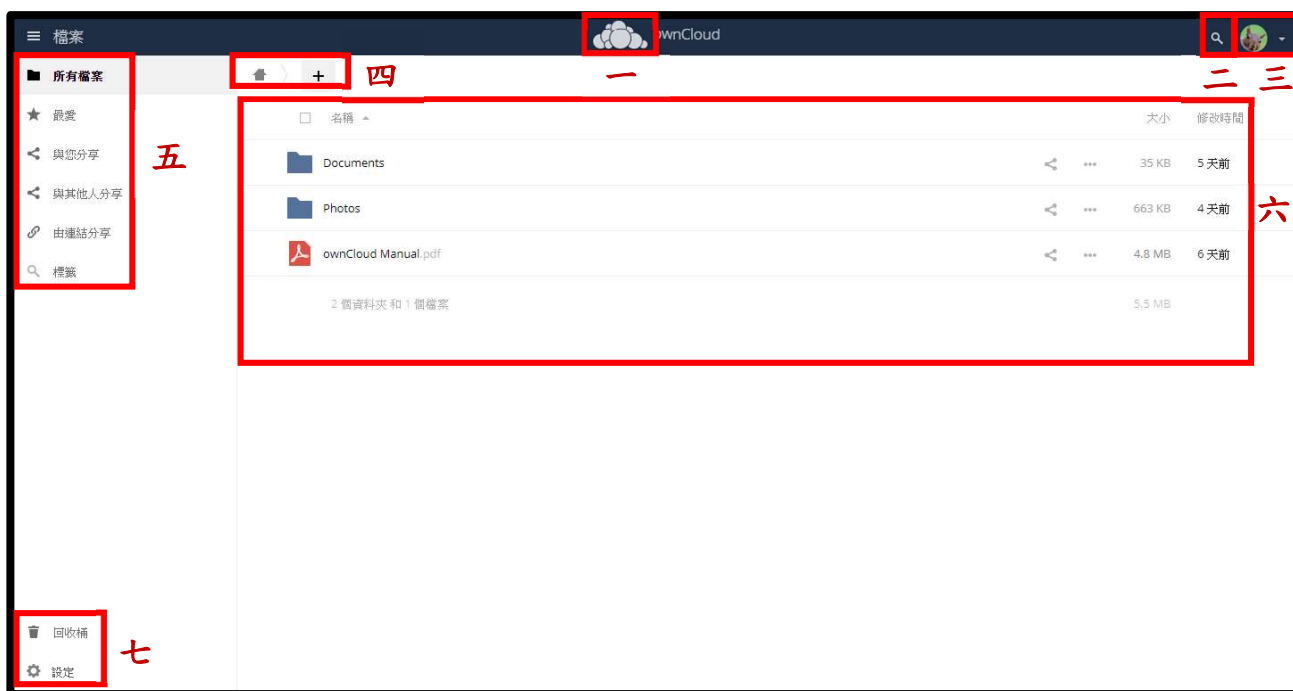 檔案
wnCloud
一
二
三
所有檔案
+
四
最愛
與您分享
五
與其他人分享
由連結分享
標籤
名稱
大小
修改時間
Documents
35 KB
5 天前
Photos
663 KB
4 天前
六
ownCloud Manual.pdf
4.8 MB
6 天前
2 個資料夾 和 1 個檔案
5.5 MB
回收桶
七
設定